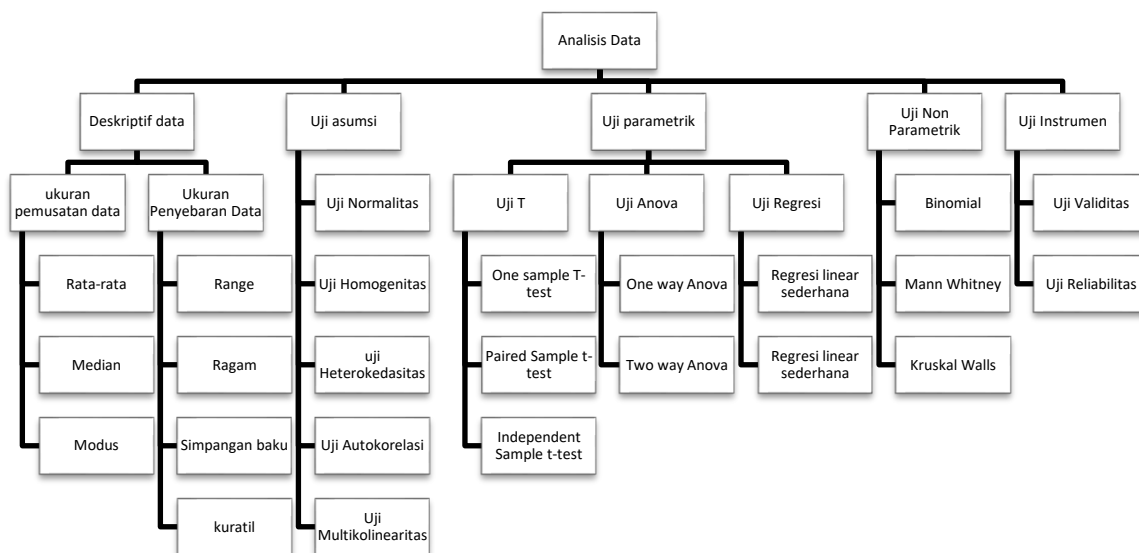 Analisis Data
Deskriptif data
Uji asumsi
Uji parametrik
Uji Non
Parametrik
Uji Instrumen
ukuran
pemusatan data
Ukuran
Penyebaran Data
Uji Normalitas
Uji T
Uji Anova
Uji Regresi
Binomial
Uji Validitas
Rata-rata
Range
Uji Homogenitas
One sample T-
test
One way Anova
Regresi linear
sederhana
Mann Whitney
Uji Reliabilitas
Median
Ragam
uji
Heterokedasitas
Paired Sample t-
test
Two way Anova
Regresi linear
sederhana
Kruskal Walls
Modus
Simpangan baku
Uji Autokorelasi
Independent
Sample t-test
kuratil
Uji
Multikolinearitas